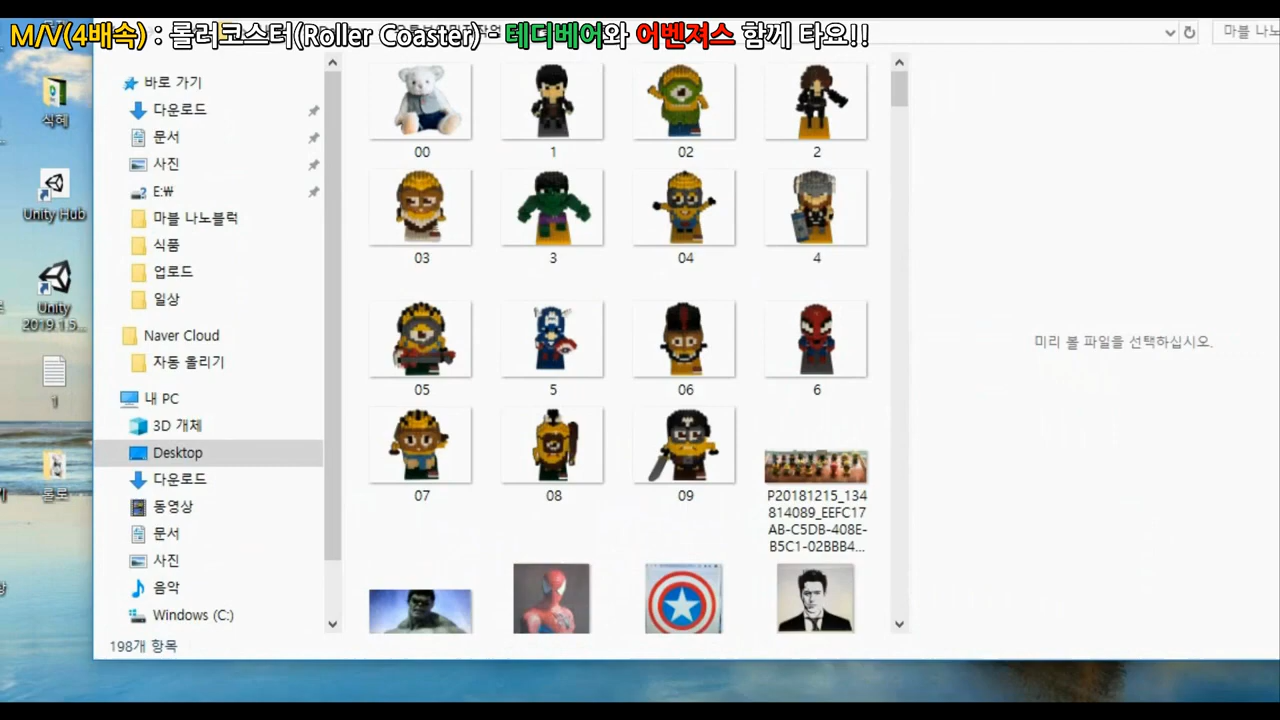 M/V(4배속) : 롤러코스터(Roller Coaster) - 테디베어와 어벤져스 함께 타요!!
마블 나노
식혜
Unity Hub
Unity
2019.1.5...
1
홀로
바로 가기
다운로드
문서
사진
E:₩
마블 나노블럭
식품
업로드
일상
Naver Cloud
자동 올리기
내 PC
3D 개체
Desktop
다운로드
동영상
문서
사진
음악
Windows (C:)
198개 항목
00
1
02
2
03
3
04
4
05
5
06
6
07
08
09
P20181215_134
814089_EEFC17
AB-C5DB-408E-
B5C1-02BBB4...
미리 볼 파일을 선택하십시오.